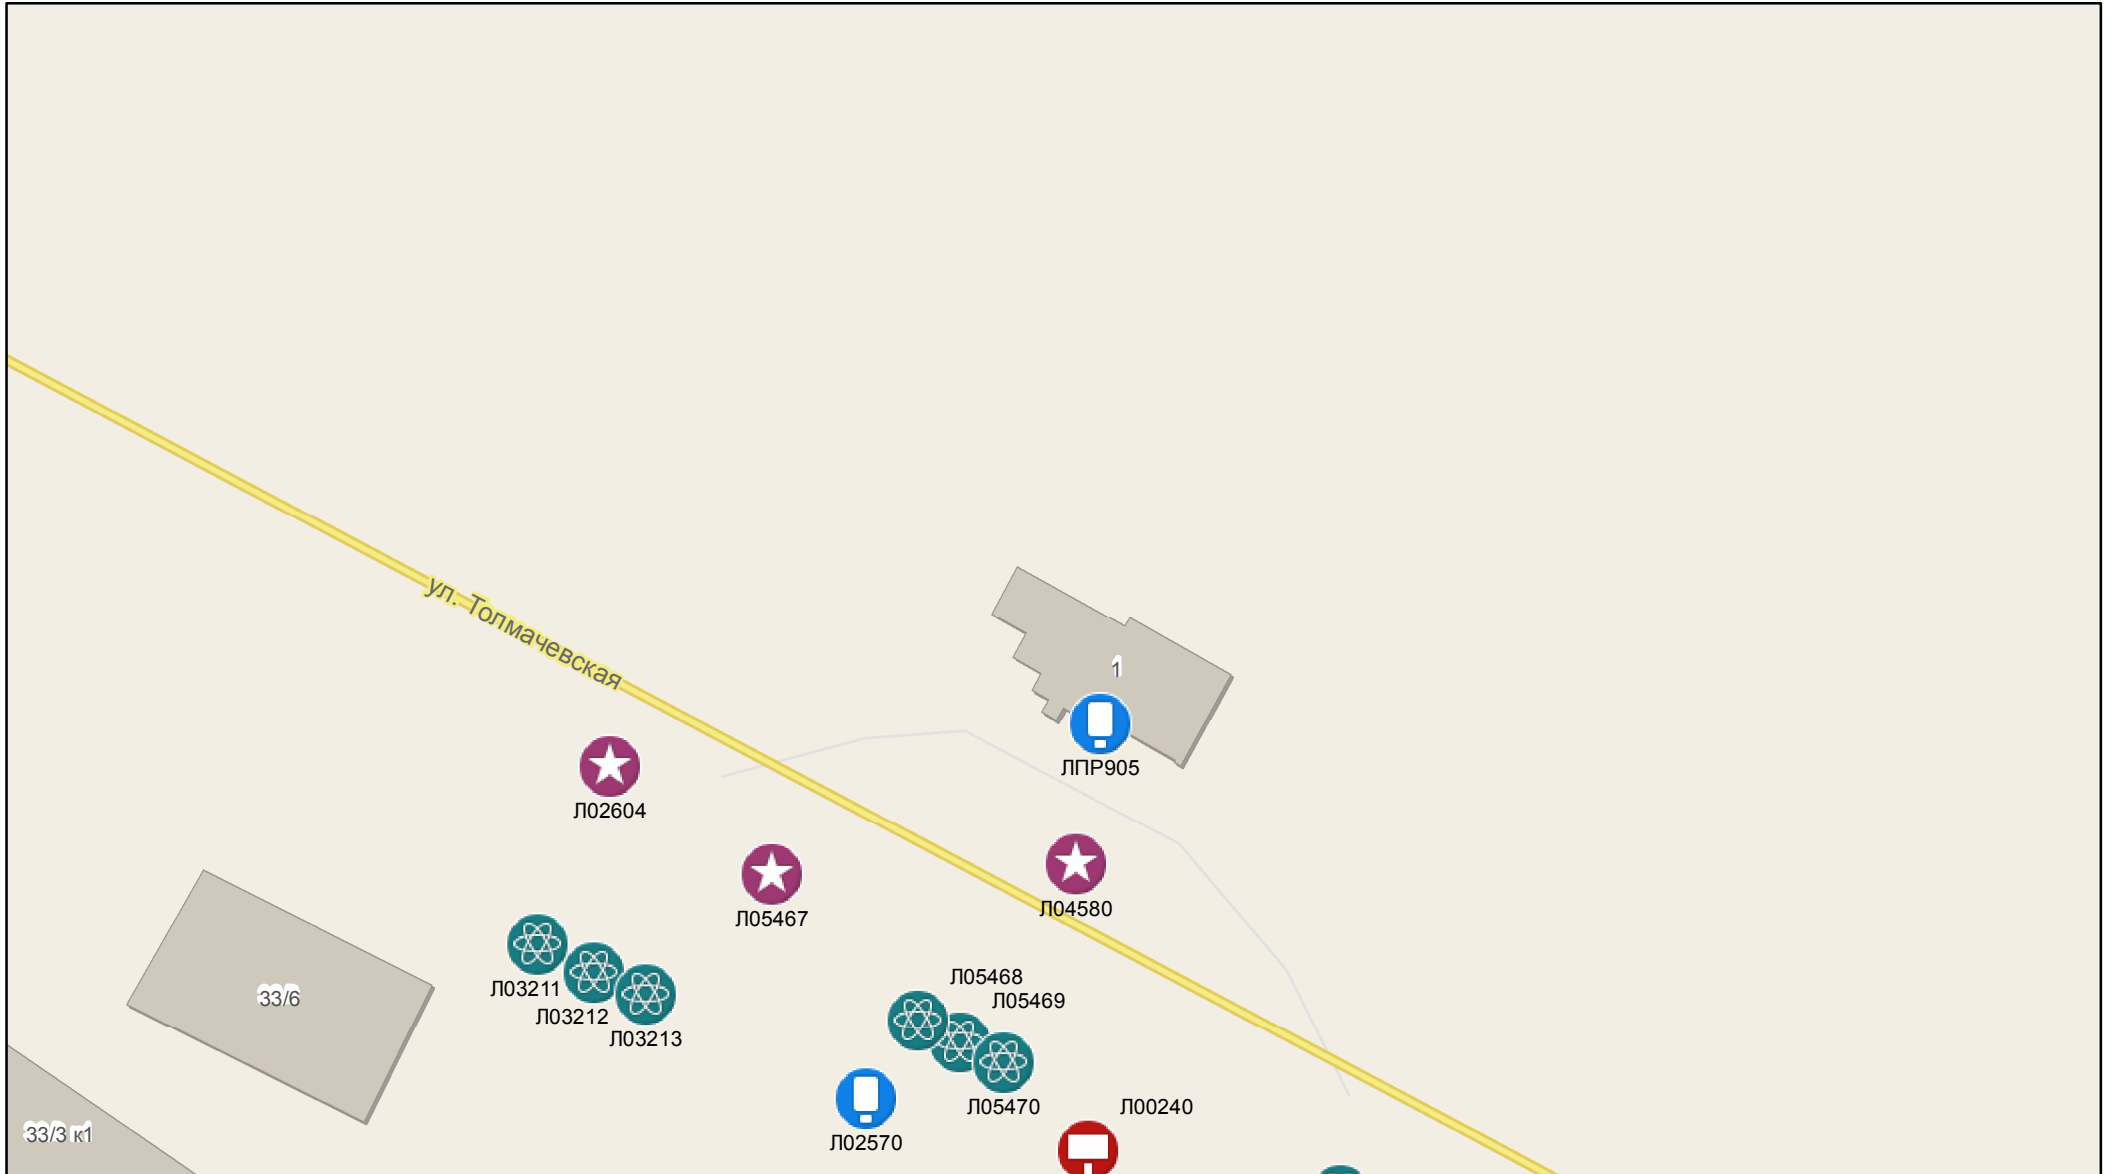 ул. Толмачевская
1
ЛПР905
Л02604
Л05467
Л04580
33/6
Л03211
Л03212
Л03213
Л05468
Л05469
Л05470
Л00240
Л02570
33/3 к1